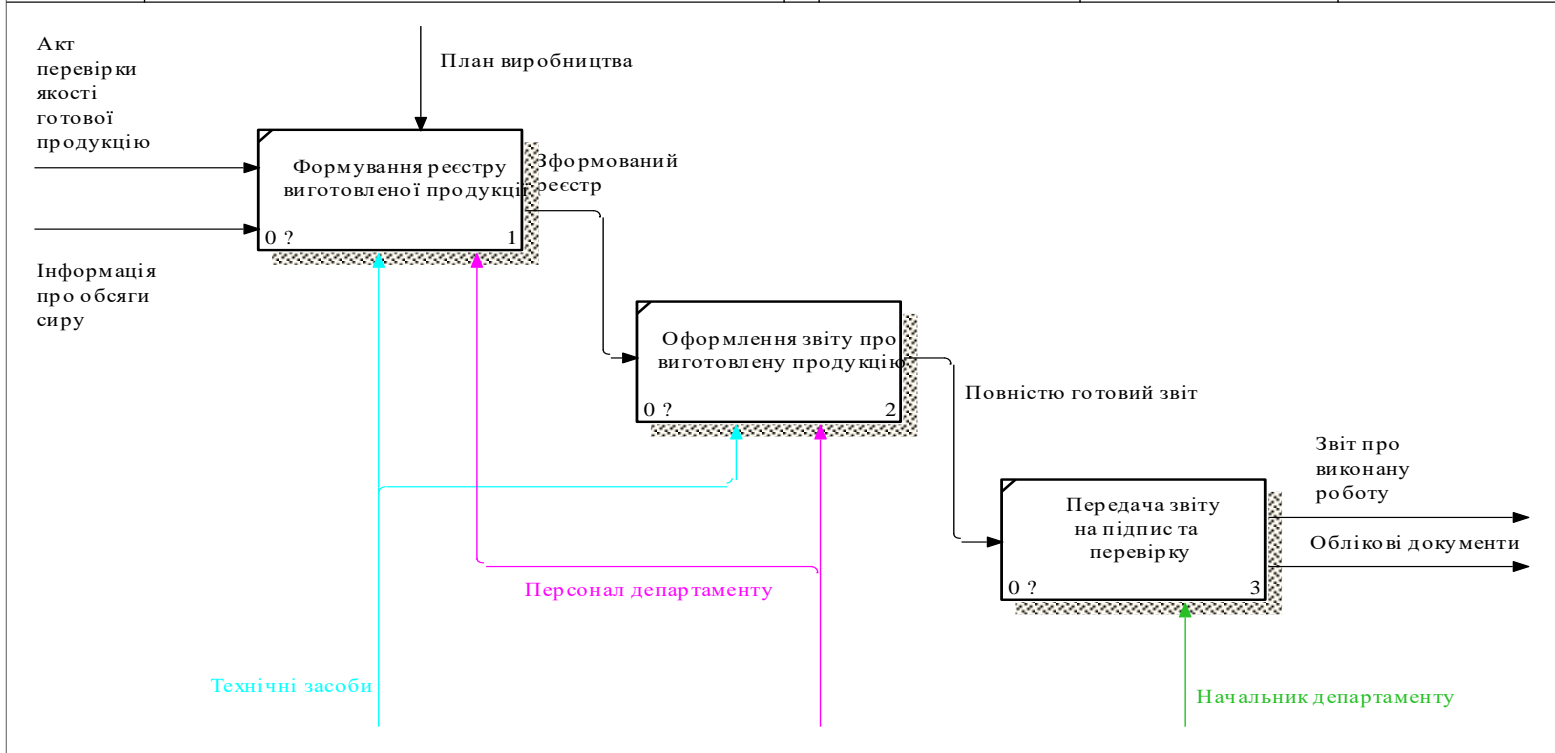 Акт
перевірки
якості
готової
продукцію
План виробництва
Формування реєстру
виготовленої продукції
0 ?
1
Зформований
реєстр
Інформація
про обсяги
сиру
Оформлення звіту про
виготовлену продукцію
0 ?
2
Повністю готовий звіт
Передача звіту
на підпис та
перевірку
0 ?
3
Звіт про
виконану
роботу
Облікові документи
Персонал департаменту
Технічні засоби
Начальник департаменту